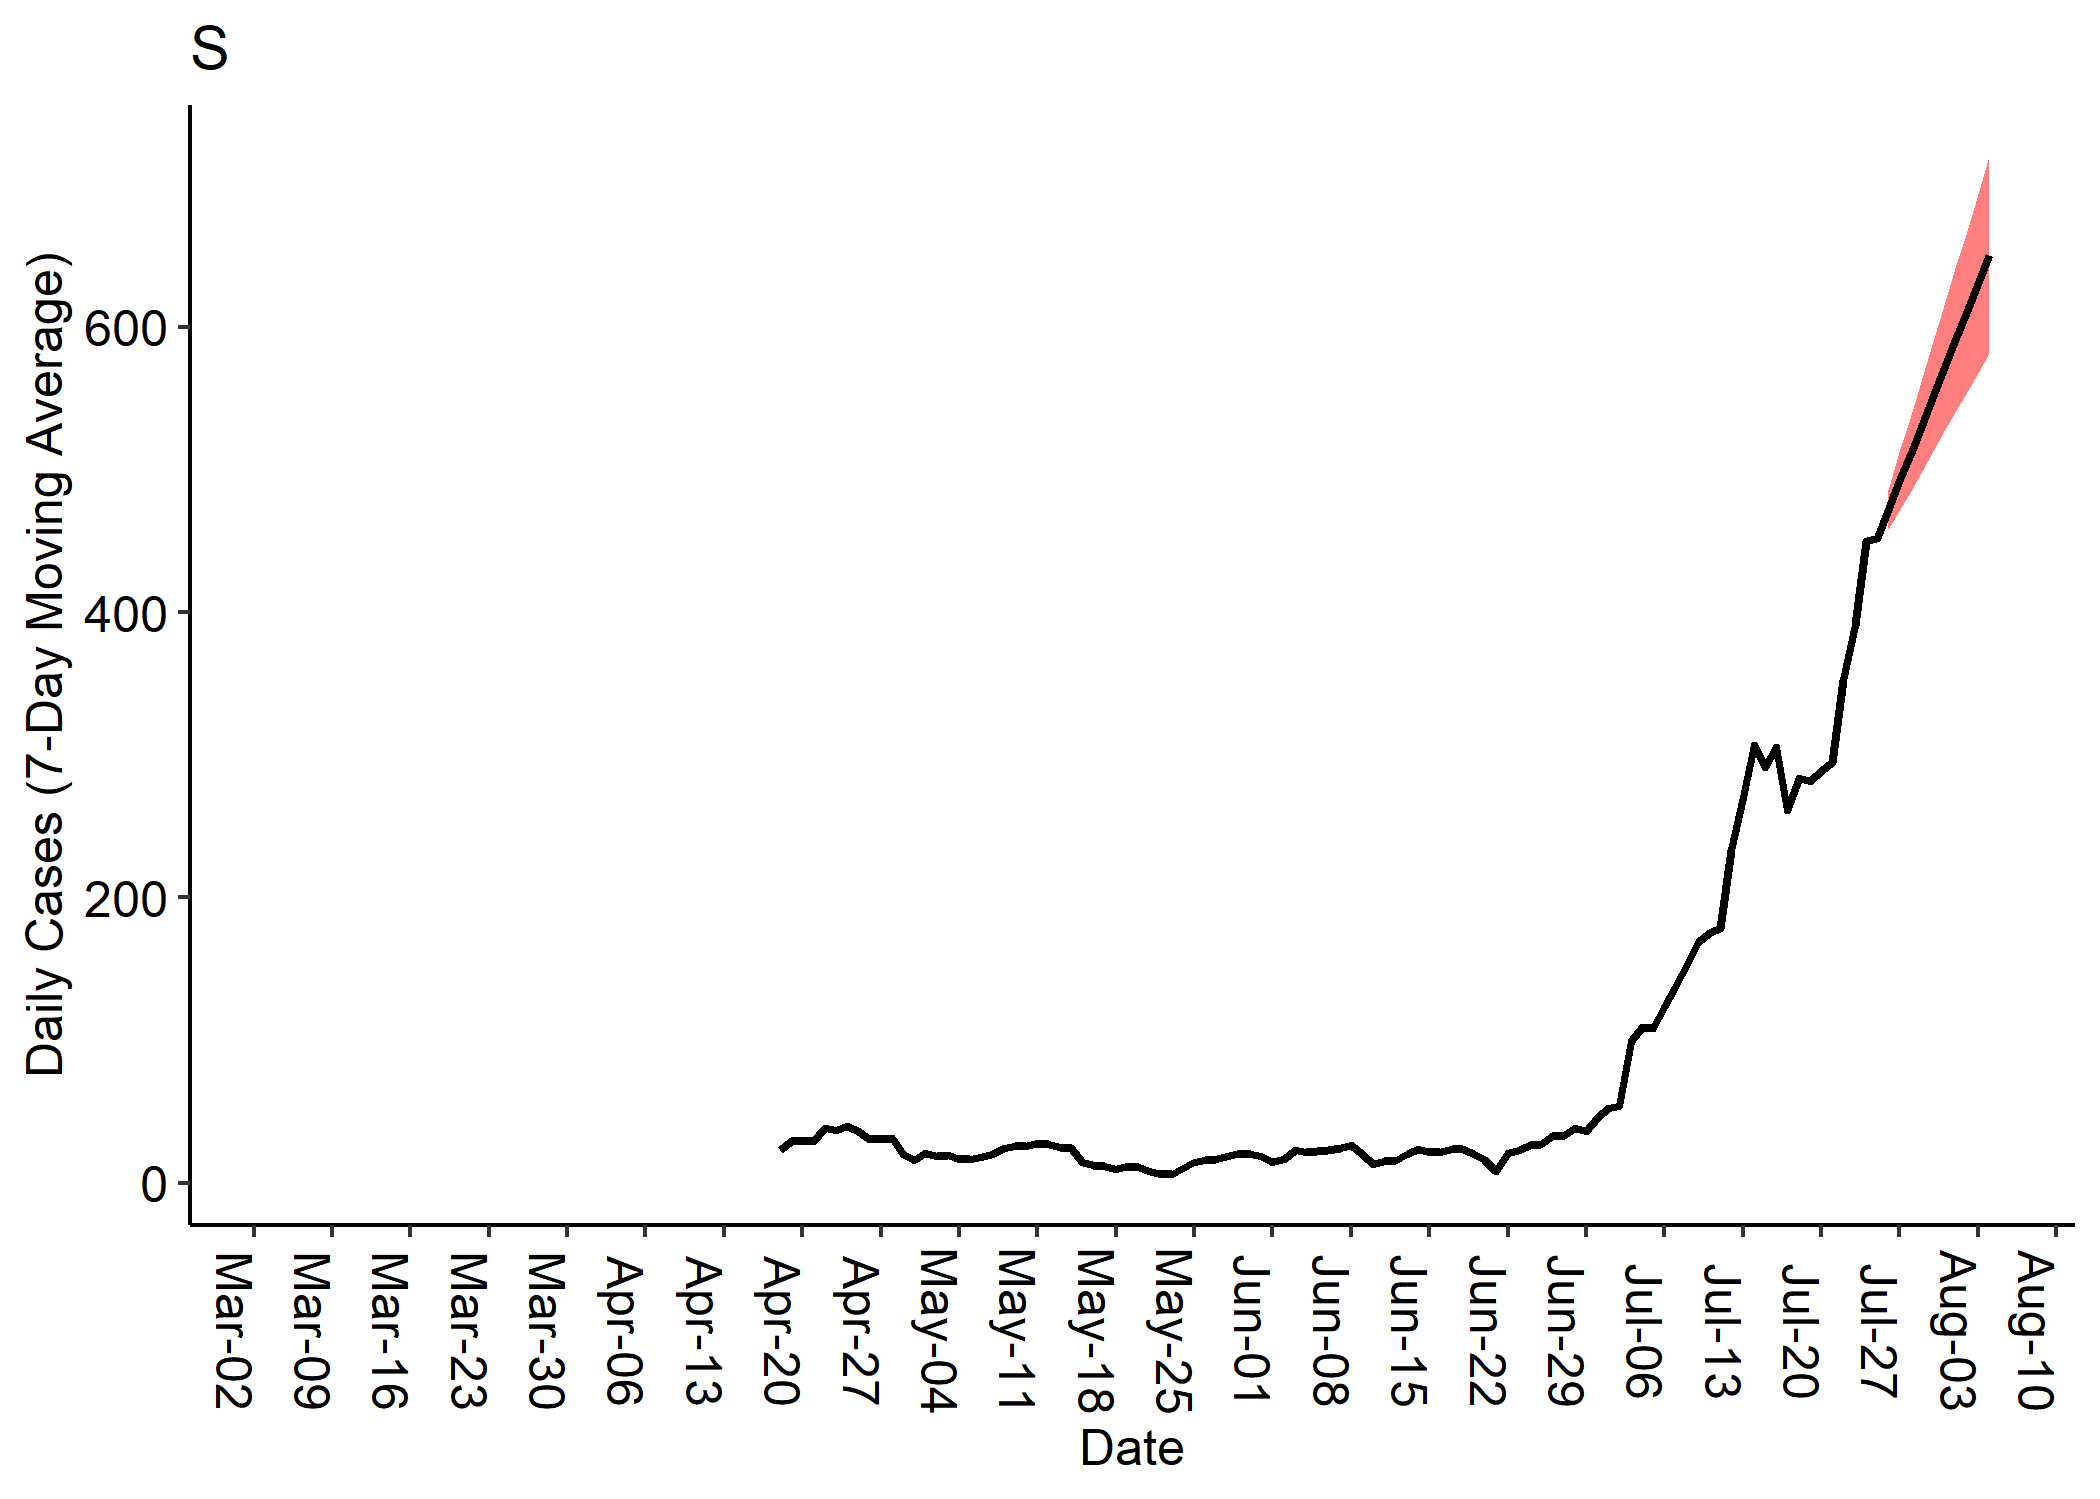 S
Daily Cases (7-Day Moving Average)
600
400
200
0
Mar-02
Mar-09
Mar-16
Mar-23
Mar-30
Apr-06
Apr-13
Apr-20
Apr-27
May-04
May-11
May-18
May-25
Jun-01
Jun-08
Jun-15
Jun-22
Jun-29
Jul-06
Jul-13
Jul-20
Jul-27
Aug-03
Aug-10
Date